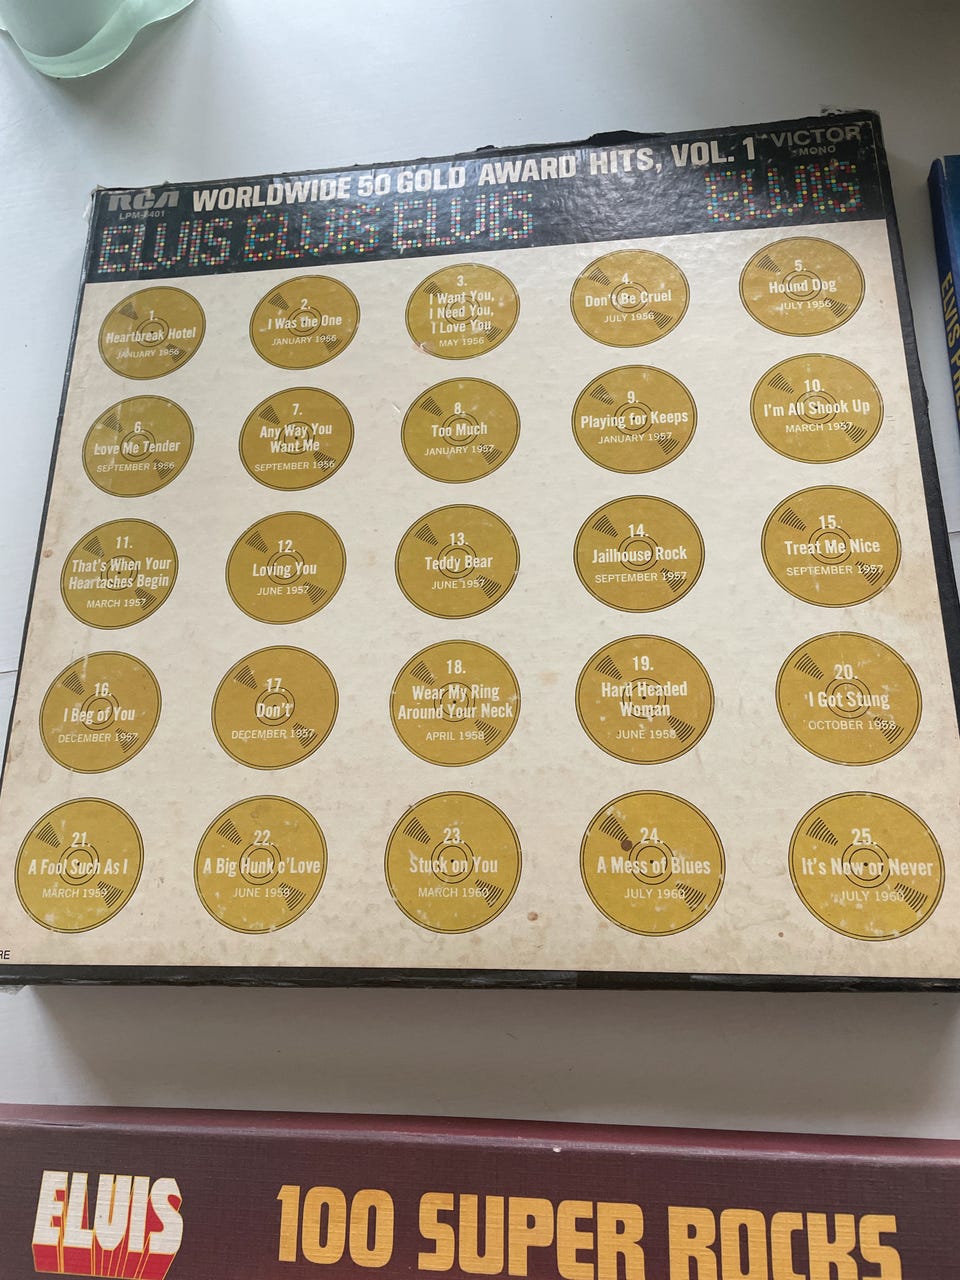 RCA WORLDWIDE 50 GOLD AWARD HITS, VOL. 1 VICTOR
LPM-6401 MONO
ELVIS ELVIS ELVIS ELVIS
1.
Heartbreak Hotel
JANUARY 1956
2.
I Was the One
JANUARY 1956
3.
I Want You,
I Need You,
I Love You
MAY 1956
4.
Don't Be Cruel
JULY 1956
5.
Hound Dog
JULY 1956
6.
Love Me Tender
SEPTEMBER 1956
7.
Any Way You
Want Me
SEPTEMBER 1956
8.
Too Much
JANUARY 1957
9.
Playing for Keeps
JANUARY 1957
10.
I'm All Shook Up
MARCH 1957
11.
That's When Your
Heartaches Begin
MARCH 1957
12.
Loving You
JUNE 1957
13.
Teddy Bear
JUNE 1957
14.
Jailhouse Rock
SEPTEMBER 1957
15.
Treat Me Nice
SEPTEMBER 1957
16.
I Beg of You
DECEMBER 1957
17.
Don't
DECEMBER 1957
18.
Wear My Ring
Around Your Neck
APRIL 1958
19.
Hard Headed
Woman
JUNE 1958
20.
I Got Stung
OCTOBER 1958
21.
A Fool Such As I
MARCH 1959
22.
A Big Hunk o' Love
JUNE 1959
23.
Stuck on You
MARCH 1960
24.
A Mess of Blues
JULY 1960
25.
It's Now or Never
JULY 1960
RE
ELVIS
ELVIS 100 SUPER ROCKS